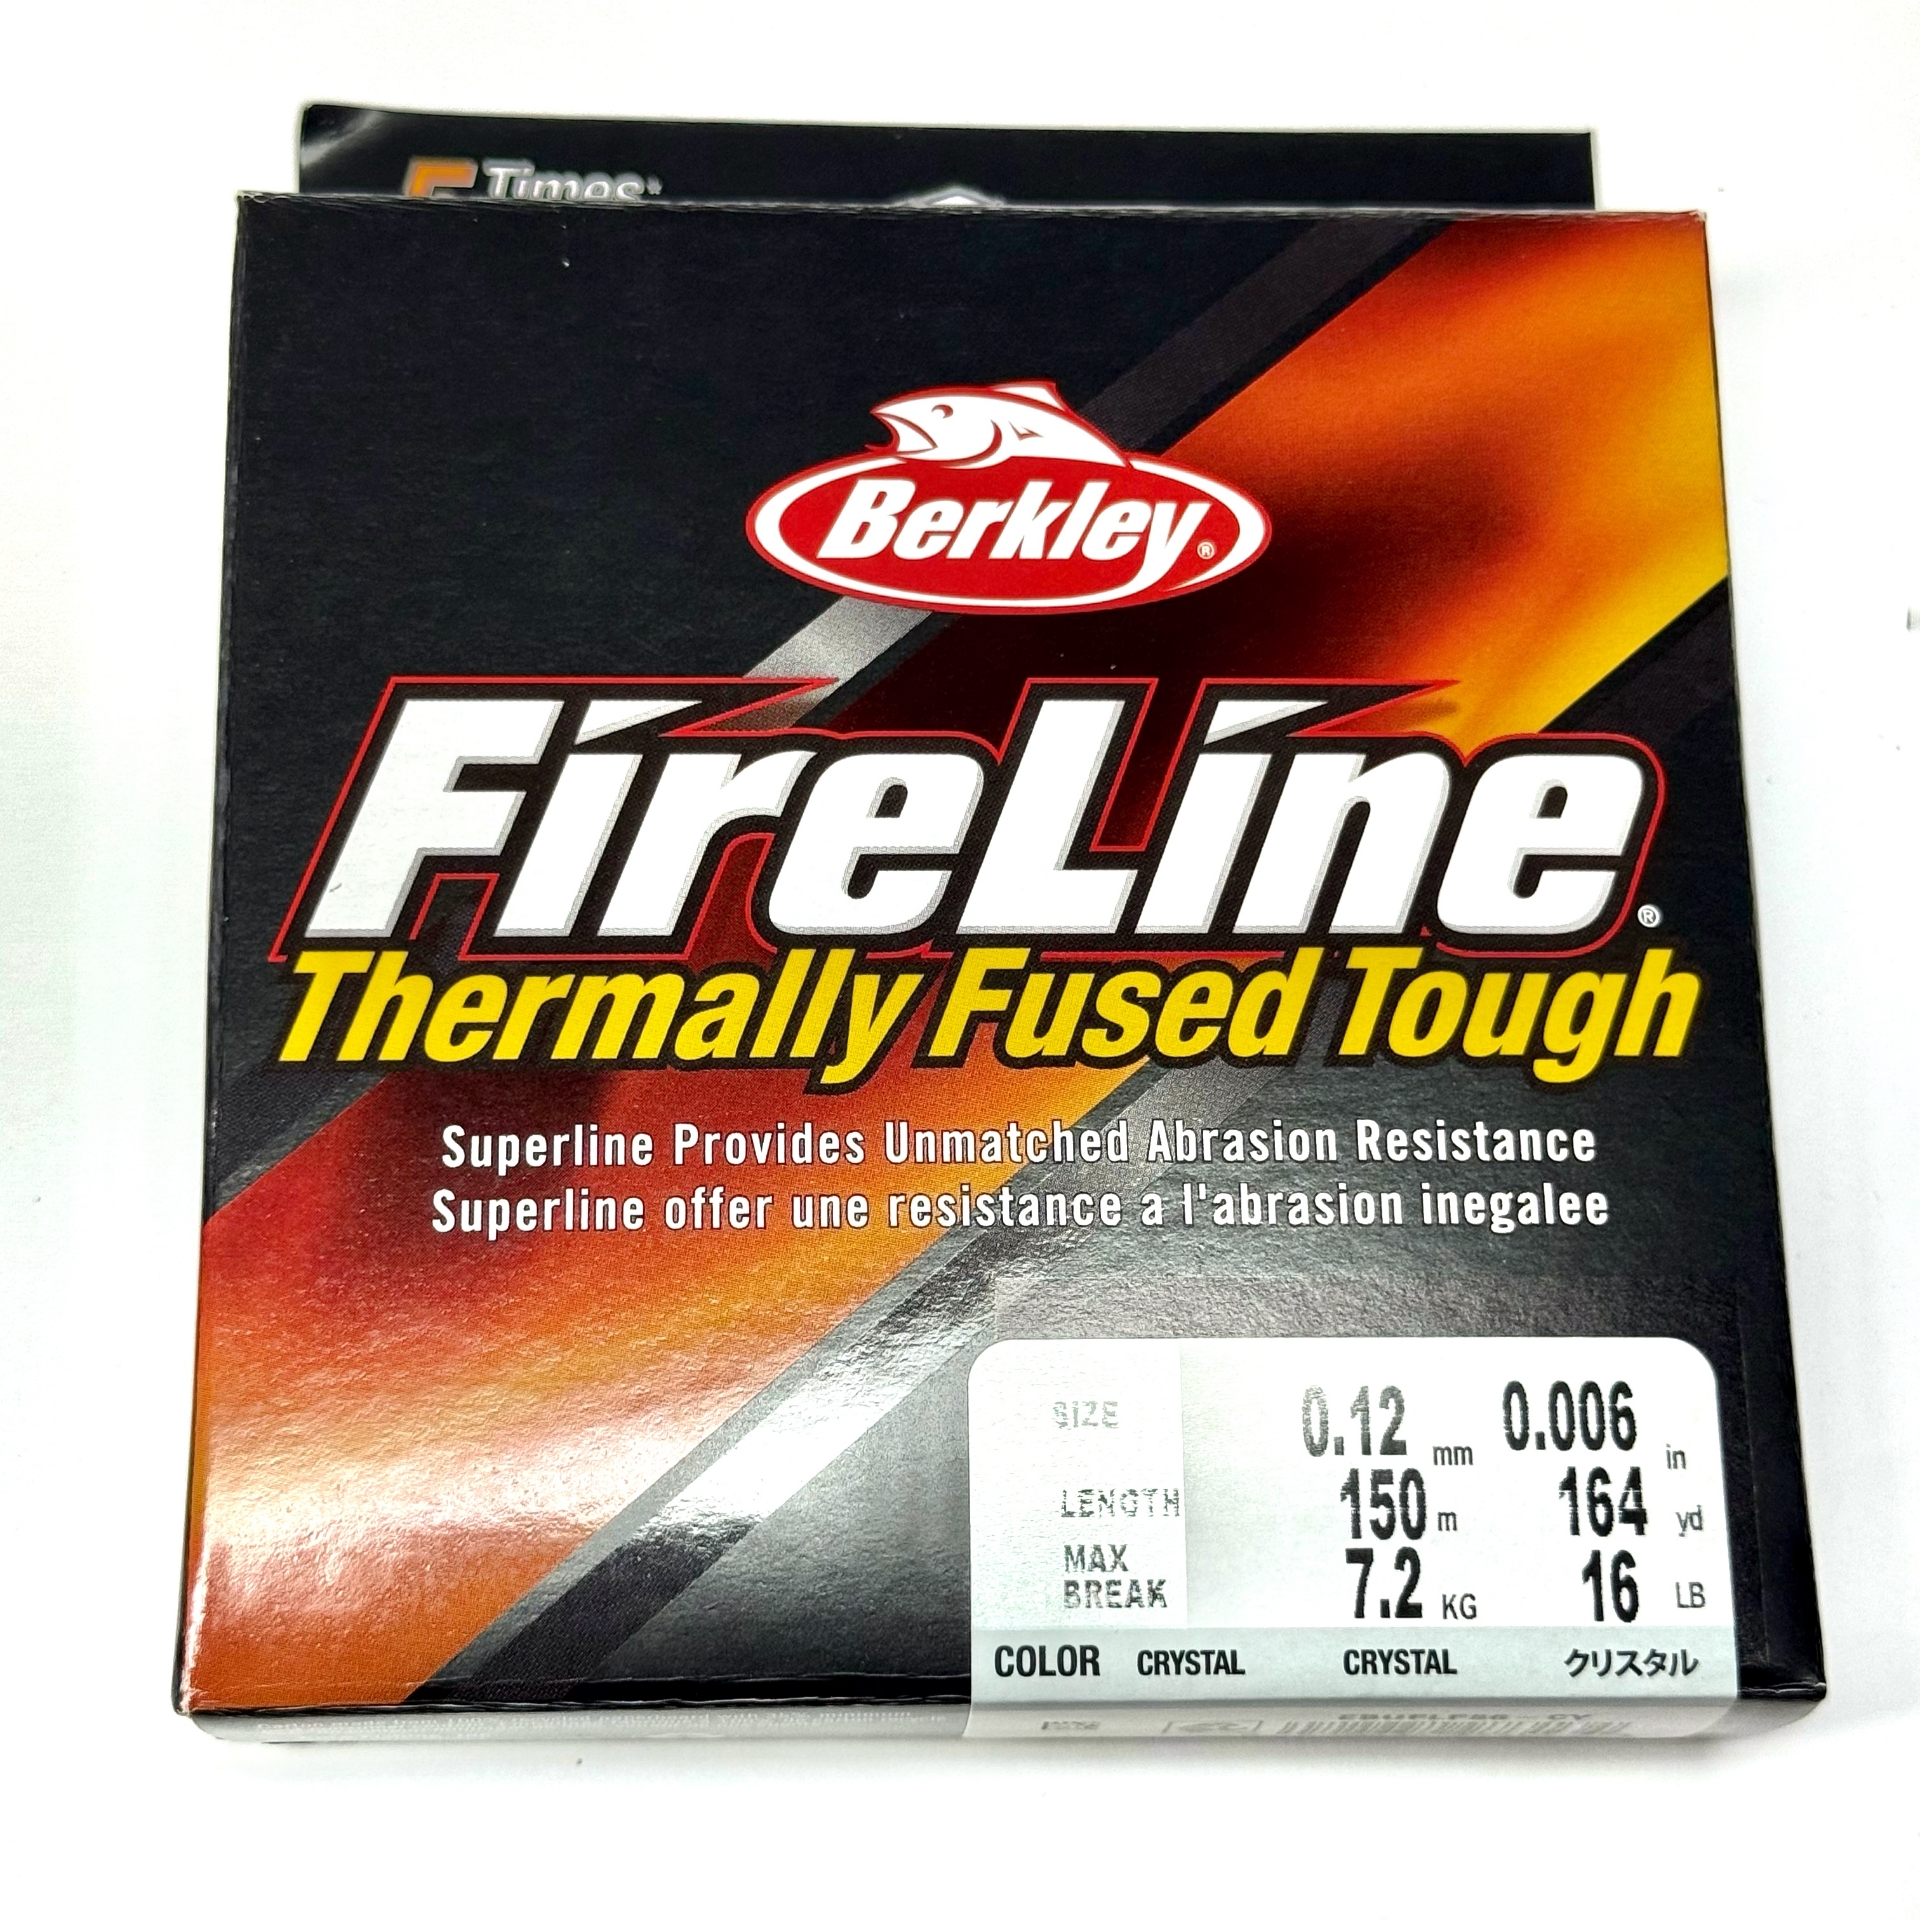 Times*
Berkley®
FireLine®
Thermally Fused Tough
Superline Provides Unmatched Abrasion Resistance
Superline offer une resistance a l'abrasion inegalee
SIZE 0.12 mm 0.006 in
LENGTH 150 m 164 yd
MAX BREAK 7.2 KG 16 LB
COLOR CRYSTAL CRYSTAL クリスタル